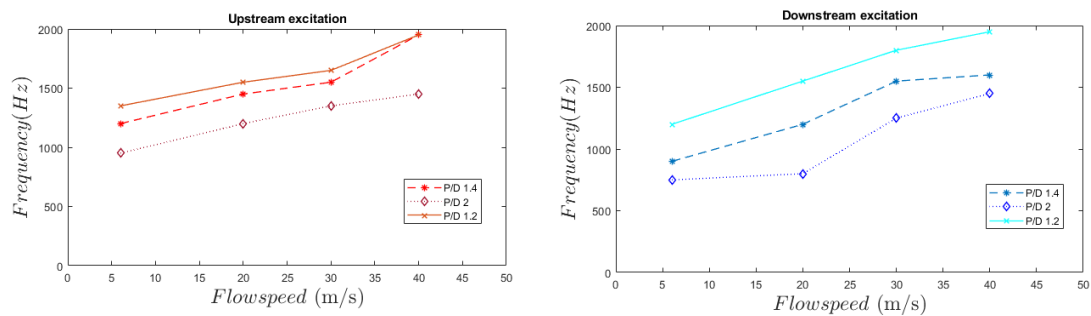 Upstream excitation
2000
1500
1000
500
0
Frequency(Hz)
P/D 1.4
P/D 2
P/D 1.2
0 5 10 15 20 25 30 35 40 45 50
Flowspeed (m/s)
Downstream excitation
2000
1500
1000
500
0
Frequency(Hz)
P/D 1.4
P/D 2
P/D 1.2
0 5 10 15 20 25 30 35 40 45 50
Flowspeed (m/s)